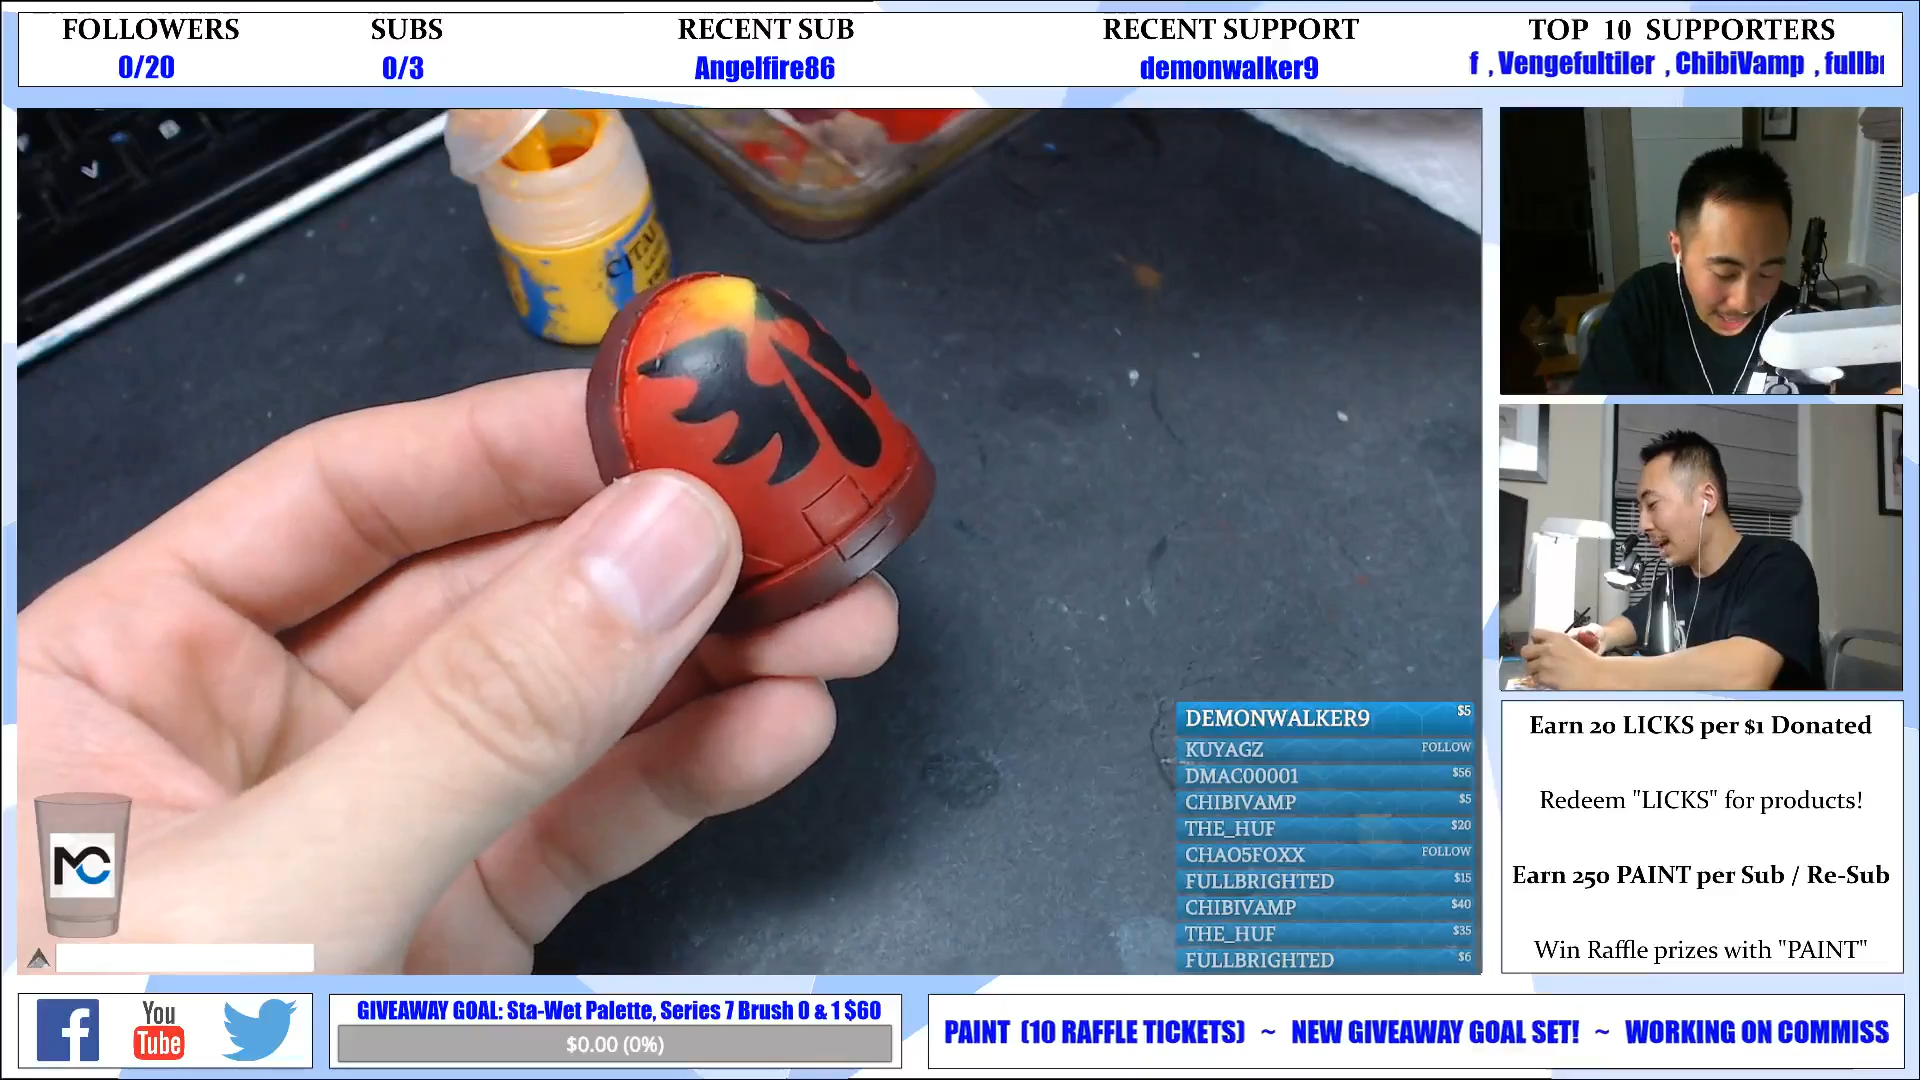 FOLLOWERS
0/20
SUBS
0/3
RECENT SUB
Angelfire86
RECENT SUPPORT
demonwalker9
TOP 10 SUPPORTERS
f , Vengefultiler , ChibiVamp , fullb
DEMONWALKER9 $5
KUYAGZ FOLLOW
DMAC00001 $56
CHIBIVAMP $5
THE_HUF $20
CHAO5FOXX FOLLOW
FULLBRIGHTED $15
CHIBIVAMP $40
THE_HUF $35
FULLBRIGHTED $6
Earn 20 LICKS per $1 Donated
Redeem "LICKS" for products!
Earn 250 PAINT per Sub / Re-Sub
Win Raffle prizes with "PAINT"
MC
f
You
Tube
GIVEAWAY GOAL: Sta-Wet Palette, Series 7 Brush 0 & 1 $60
$0.00 (0%)
PAINT (10 RAFFLE TICKETS) ~ NEW GIVEAWAY GOAL SET! ~ WORKING ON COMMISS